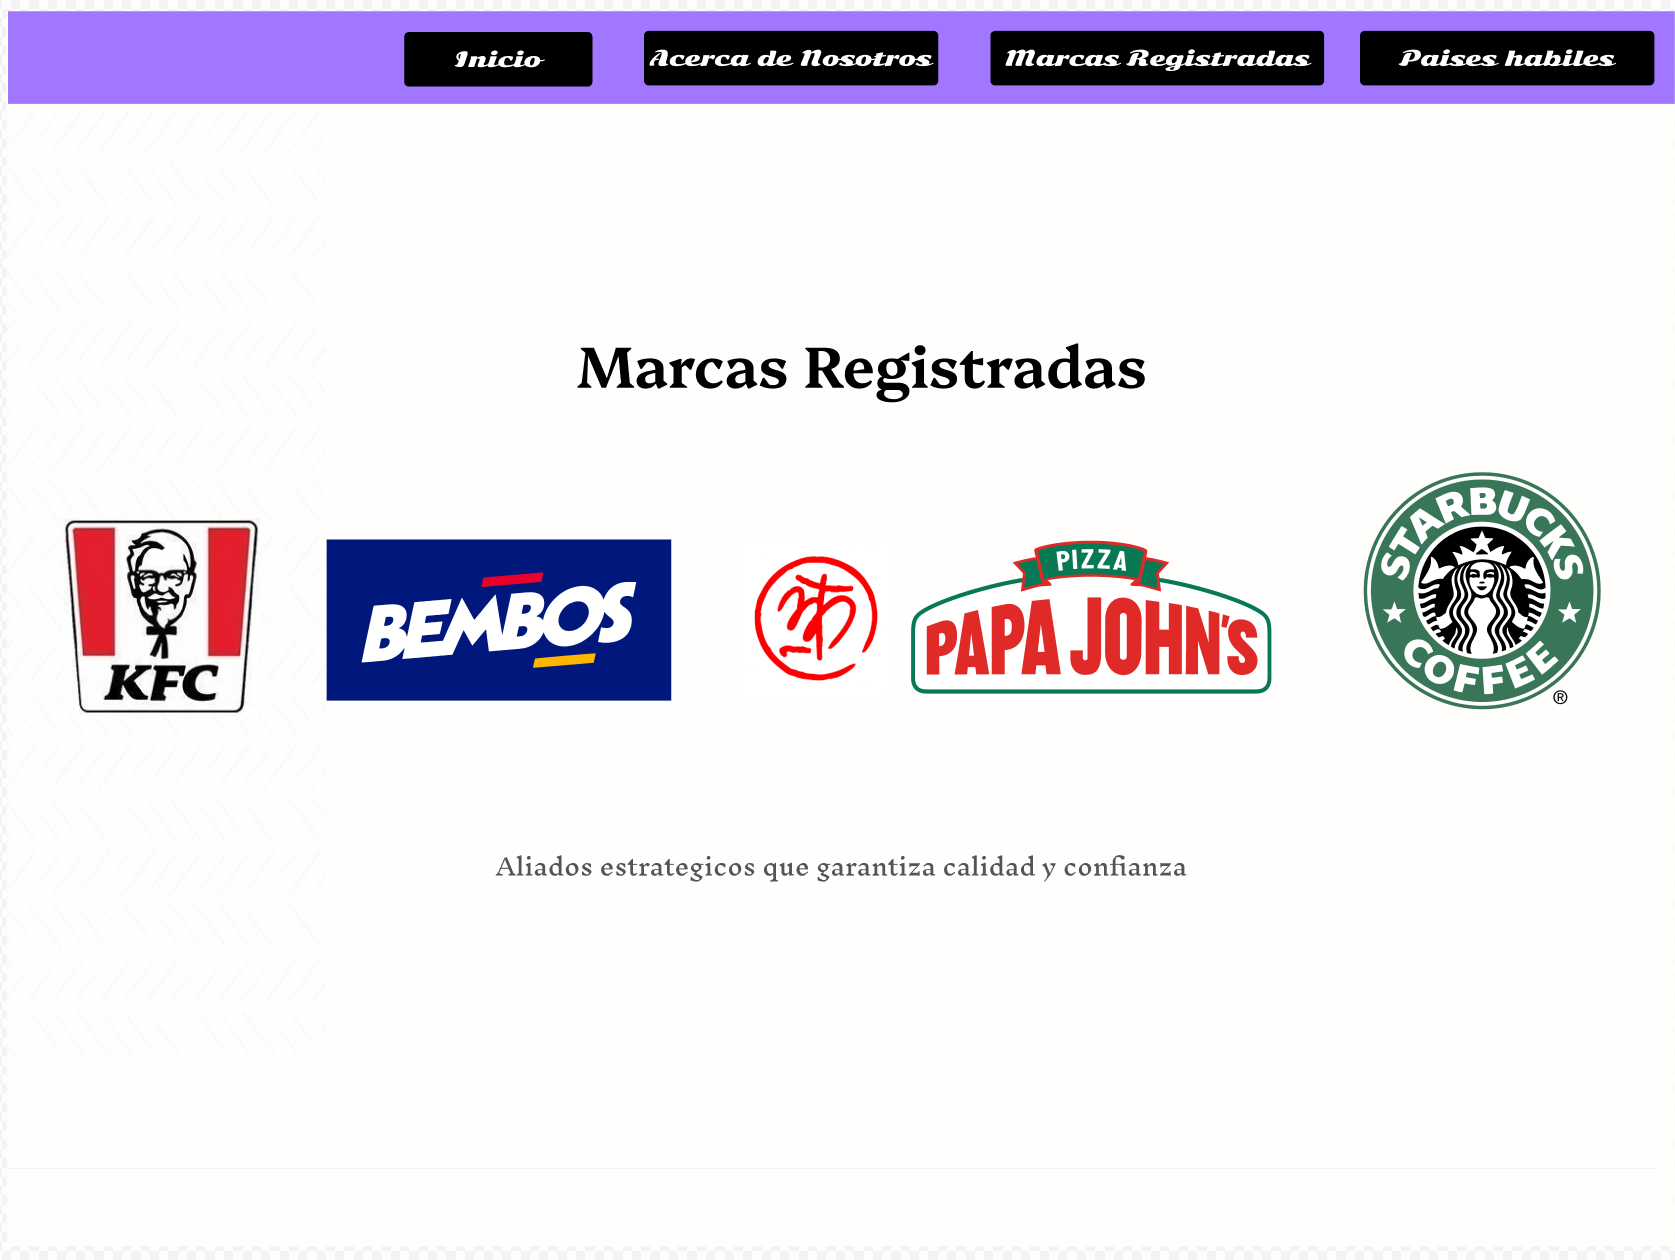 Inicio
Acerca de Nosotros
Marcas Registradas
Paises habiles
Marcas Registradas
KFC
BEMBOS
PIZZA
PAPA JOHN'S
STARBUCKS
COFFEE
®
Aliados estrategicos que garantiza calidad y confianza